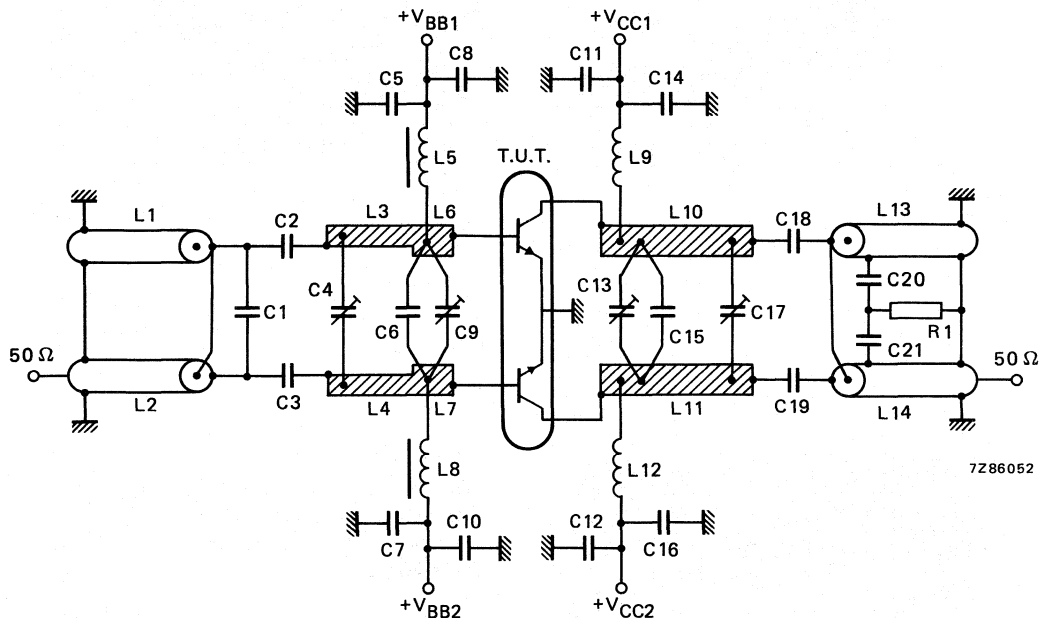 +VBB1
+VCC1
C8
C11
C5
C14
L5
T.U.T.
L9
L1
C2
L3
L6
L10
C18
L13
C4
C13
C20
C1
C6
C9
C15
C17
R1
C21
50 Ω
50 Ω
L2
C3
L4
L7
L11
C19
L14
L8
L12
7Z86052
C7
C10
C12
C16
+VBB2
+VCC2